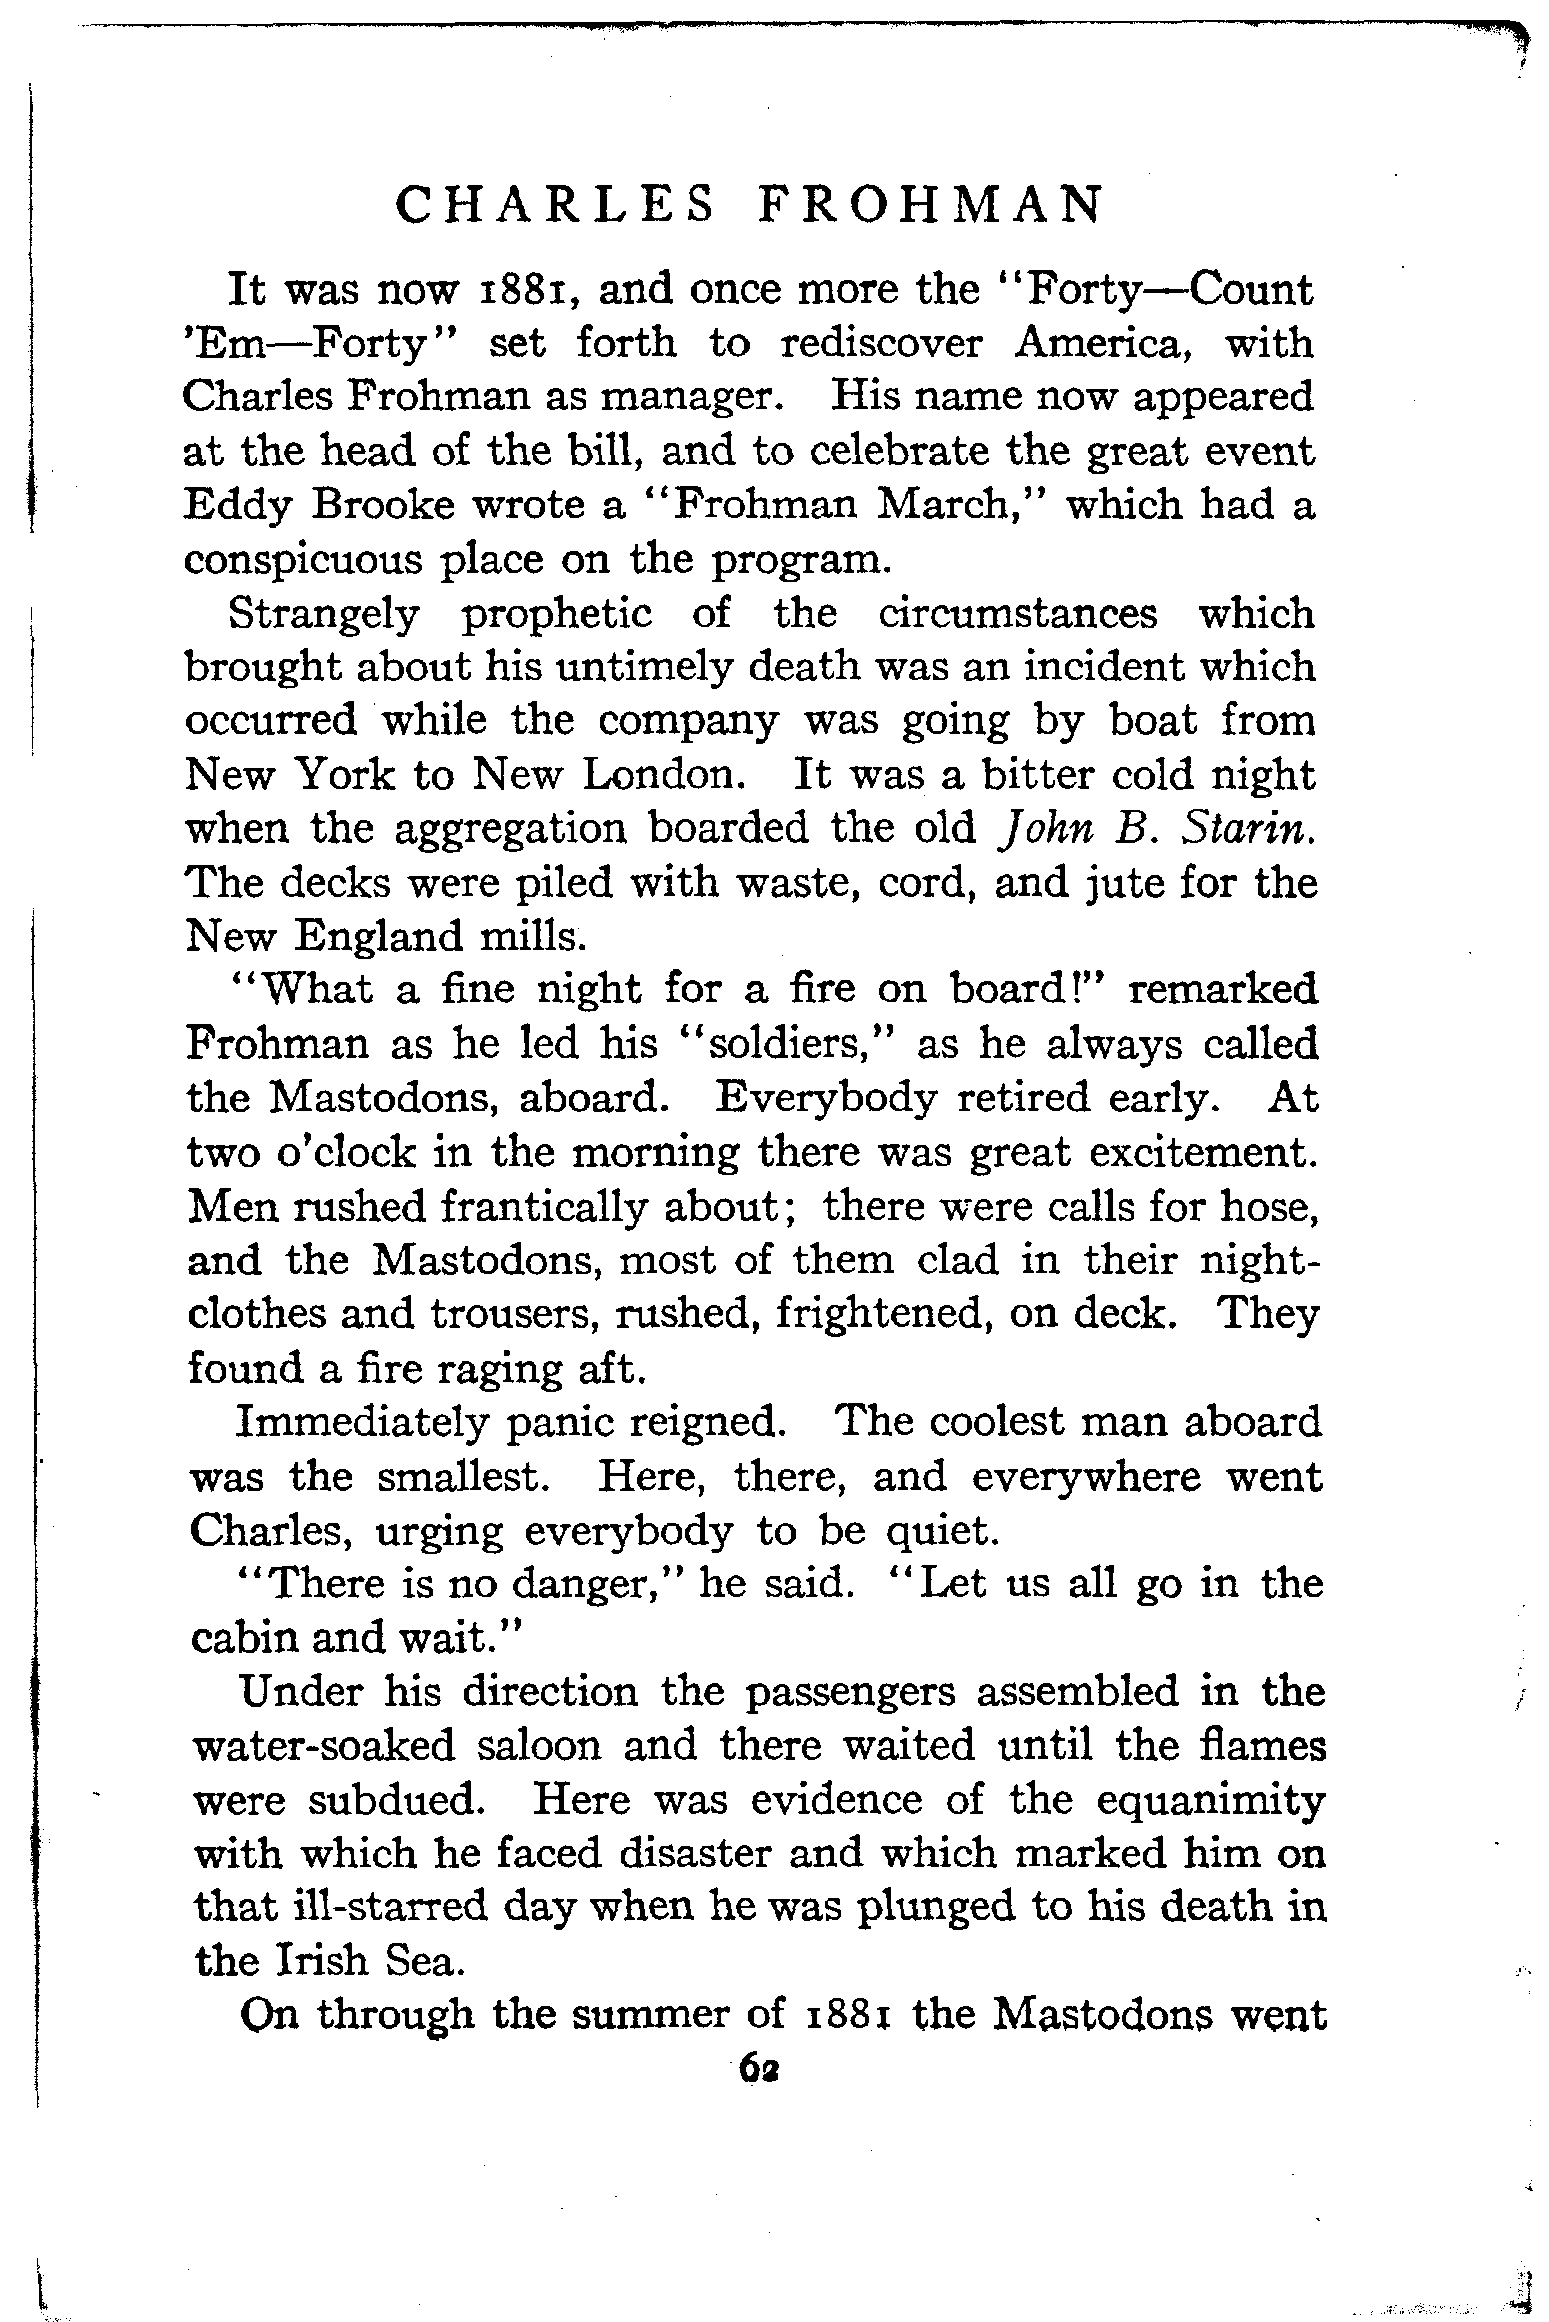 CHARLES FROHMAN
It was now 1881, and once more the "Forty—Count
'Em—Forty" set forth to rediscover America, with
Charles Frohman as manager. His name now appeared
at the head of the bill, and to celebrate the great event
Eddy Brooke wrote a "Frohman March," which had a
conspicuous place on the program.
Strangely prophetic of the circumstances which
brought about his untimely death was an incident which
occurred while the company was going by boat from
New York to New London. It was a bitter cold night
when the aggregation boarded the old John B. Starin.
The decks were piled with waste, cord, and jute for the
New England mills.
"What a fine night for a fire on board!" remarked
Frohman as he led his "soldiers," as he always called
the Mastodons, aboard. Everybody retired early. At
two o'clock in the morning there was great excitement.
Men rushed frantically about; there were calls for hose,
and the Mastodons, most of them clad in their night-
clothes and trousers, rushed, frightened, on deck. They
found a fire raging aft.
Immediately panic reigned. The coolest man aboard
was the smallest. Here, there, and everywhere went
Charles, urging everybody to be quiet.
"There is no danger," he said. "Let us all go in the
cabin and wait."
Under his direction the passengers assembled in the
water-soaked saloon and there waited until the flames
were subdued. Here was evidence of the equanimity
with which he faced disaster and which marked him on
that ill-starred day when he was plunged to his death in
the Irish Sea.
On through the summer of 1881 the Mastodons went
62